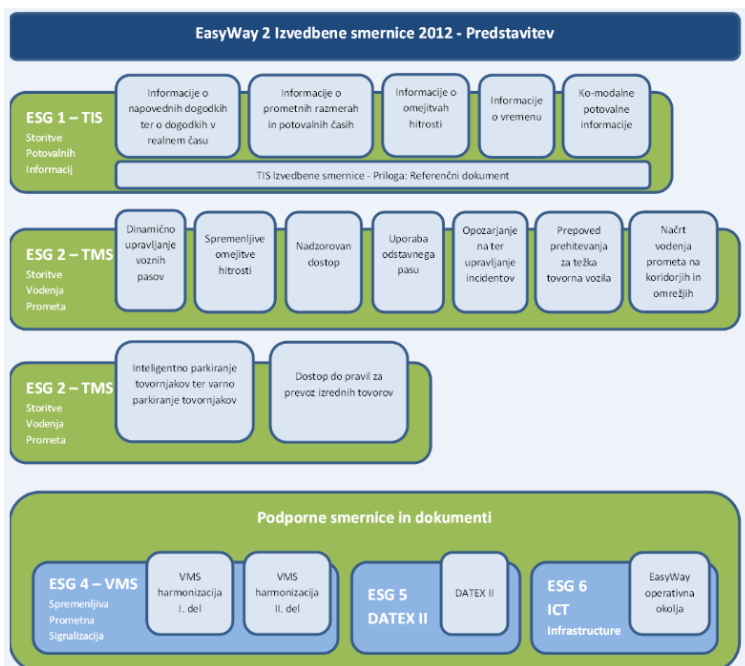 EasyWay 2 Izvedbene smernice 2012 - Predstavitev
ESG 1 – TIS
Storitve
Potovalnih
Informacij
Informacije o
napovednih dogodkih
ter o dogodkih v
realnem času
Informacije o
prometnih razmerah
in potovalnih časih
Informacije o
omejitvah
hitrosti
Informacije
o vremenu
Ko-modalne
potovalne
informacije
TIS Izvedbene smernice - Priloga: Referenčni dokument
ESG 2 – TMS
Storitve
Vodenja
Prometa
Dinamično
upravljanje
voznih
pasov
Spremenljive
omejitve
hitrosti
Nadzorovan
dostop
Uporaba
odstavnega
pasu
Opozarjanje
na ter
upravljanje
incidentov
Prepoved
prehitevanja
za težka
tovorna vozila
Načrt
vodenja
prometa na
koridorjih in
omrežjih
ESG 2 – TMS
Storitve
Vodenja
Prometa
Inteligentno parkiranje
tovornjakov ter varno
parkiranje tovornjakov
Dostop do pravil za
prevoz izrednih tovorov
Podporne smernice in dokumenti
ESG 4 – VMS
Spremenljiva
Prometna
Signalizacija
VMS
harmonizacija
I. del
VMS
harmonizacija
II. del
ESG 5
DATEX II
DATEX II
ESG 6
ICT
Infrastructure
EasyWay
operativna
okolja